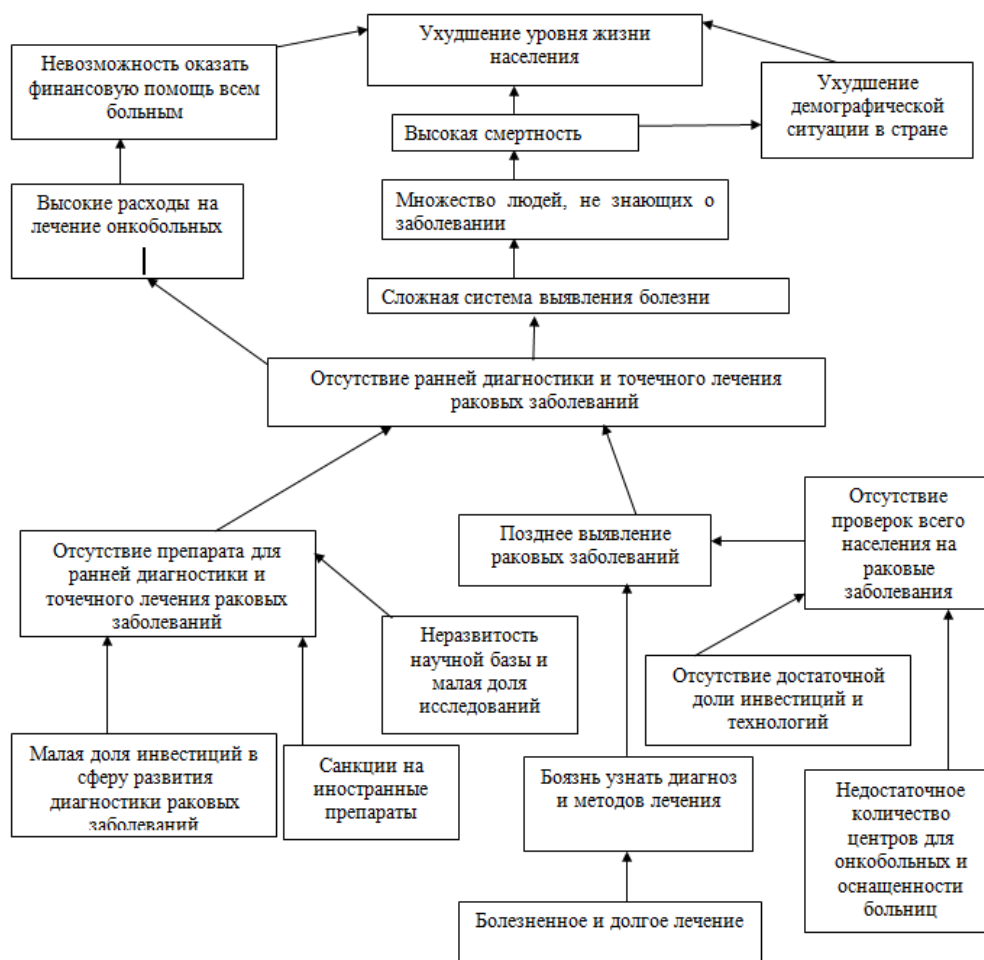 Ухудшение уровня жизни
населения
Невозможность оказать
финансовую помощь всем
больным
Ухудшение
демографической
ситуации в стране
Высокая смертность
Высокие расходы на
лечение онкобольных
Множество людей, не знающих о
заболевании
Сложная система выявления болезни
Отсутствие ранней диагностики и точечного лечения
раковых заболеваний
Отсутствие препарата для
ранней диагностики и
точечного лечения раковых
заболеваний
Позднее выявление
раковых заболеваний
Отсутствие
проверок всего
населения на
раковые
заболевания
Неразвитость
научной базы и
малая доля
исследований
Отсутствие достаточной
доли инвестиций и
технологий
Малая доля инвестиций в
сферу развития
диагностики раковых
заболеваний
Санкции на
иностранные
препараты
Боязнь узнать диагноз
и методов лечения
Недостаточное
количество
центров для
онкобольных и
оснащенности
больниц
Болезненное и долгое лечение